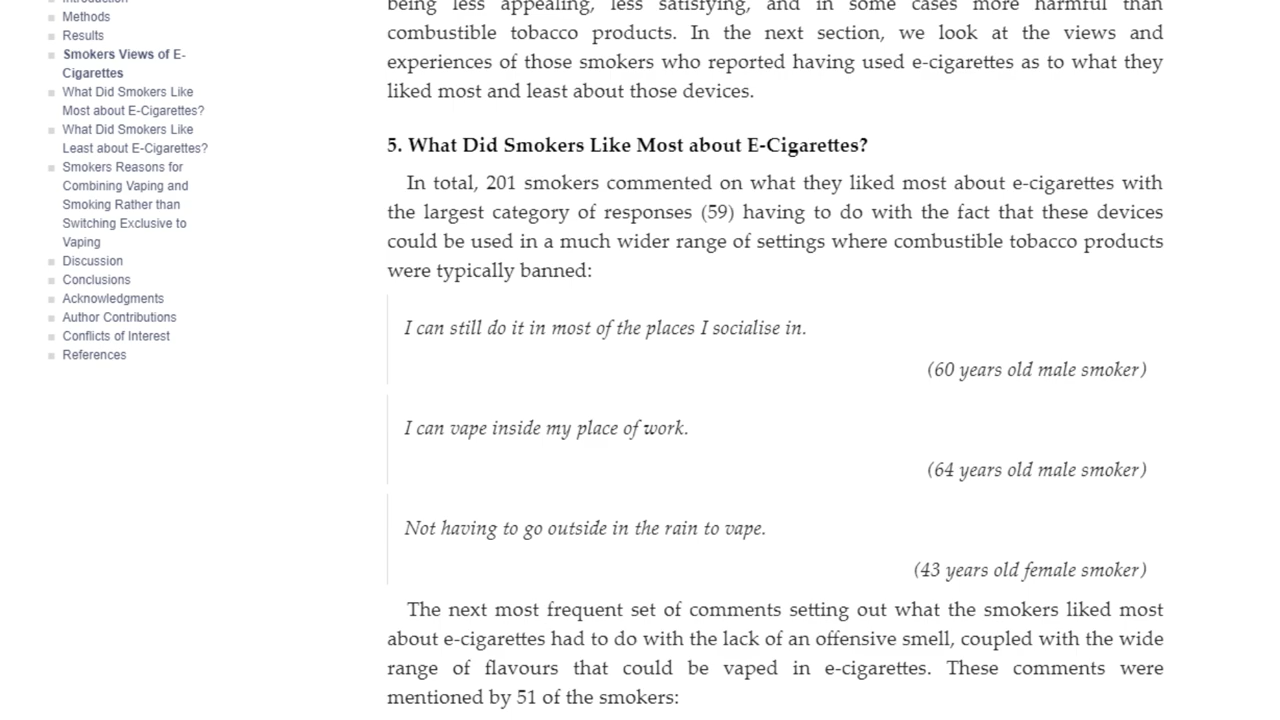 Introduction
Methods
Results
Smokers Views of E-
Cigarettes
What Did Smokers Like
Most about E-Cigarettes?
What Did Smokers Like
Least about E-Cigarettes?
Smokers Reasons for
Combining Vaping and
Smoking Rather than
Switching Exclusive to
Vaping
Discussion
Conclusions
Acknowledgments
Author Contributions
Conflicts of Interest
References
being less appealing, less satisfying, and in some cases more harmful than
combustible tobacco products. In the next section, we look at the views and
experiences of those smokers who reported having used e-cigarettes as to what they
liked most and least about those devices.
5. What Did Smokers Like Most about E-Cigarettes?
In total, 201 smokers commented on what they liked most about e-cigarettes with
the largest category of responses (59) having to do with the fact that these devices
could be used in a much wider range of settings where combustible tobacco products
were typically banned:
I can still do it in most of the places I socialise in.
(60 years old male smoker)
I can vape inside my place of work.
(64 years old male smoker)
Not having to go outside in the rain to vape.
(43 years old female smoker)
The next most frequent set of comments setting out what the smokers liked most
about e-cigarettes had to do with the lack of an offensive smell, coupled with the wide
range of flavours that could be vaped in e-cigarettes. These comments were
mentioned by 51 of the smokers: